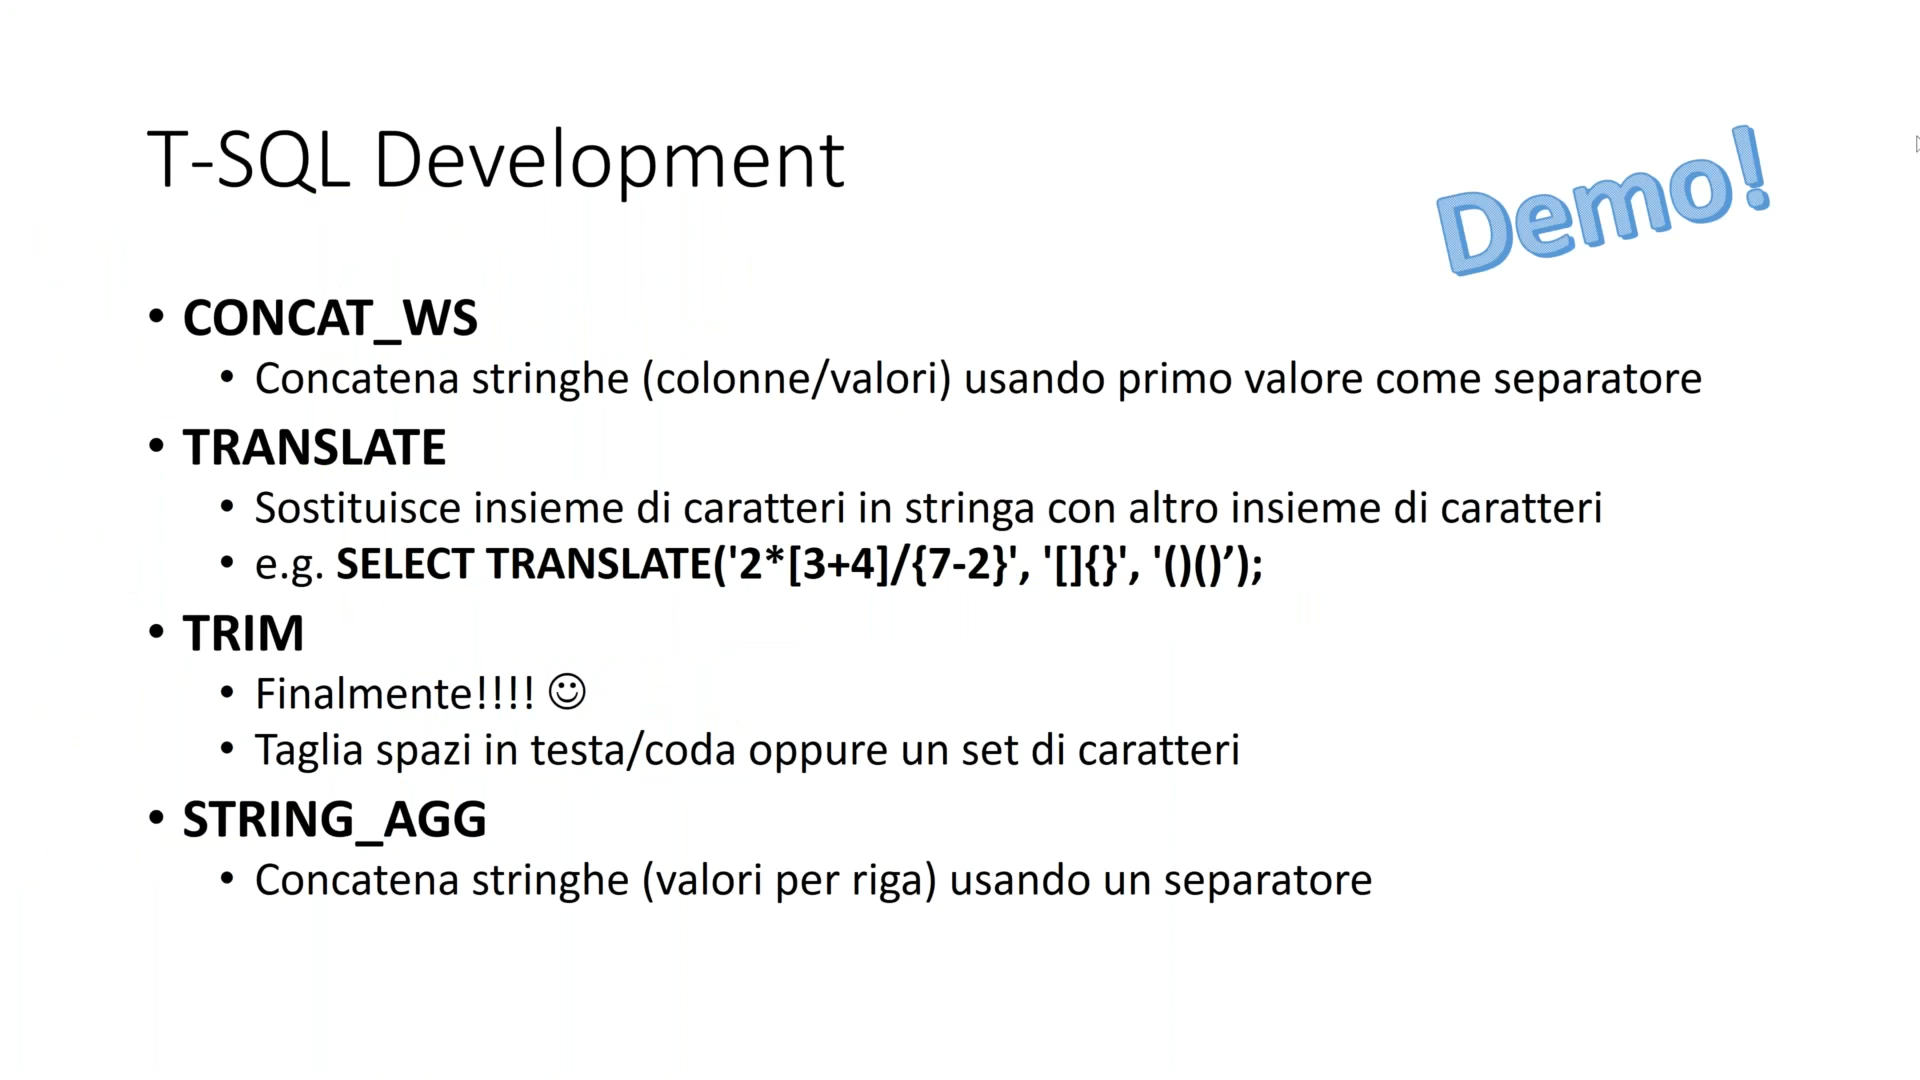 T-SQL Development
Demo!
• CONCAT_WS
• Concatena stringhe (colonne/valori) usando primo valore come separatore
• TRANSLATE
• Sostituisce insieme di caratteri in stringa con altro insieme di caratteri
• e.g. SELECT TRANSLATE('2*[3+4]/{7-2}', '[]{}', '()()’);
• TRIM
• Finalmente!!!! ☺
• Taglia spazi in testa/coda oppure un set di caratteri
• STRING_AGG
• Concatena stringhe (valori per riga) usando un separatore